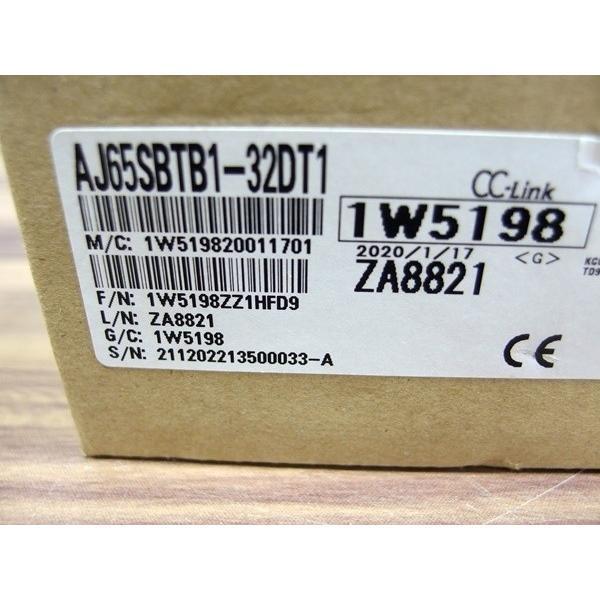 AJ65SBTB1-32DT1
CC-Link
M/C: 1W519820011701
1W5198
2020/1/17 <G>
ZA8821
F/N: 1W5198ZZ1HFD9
L/N: ZA8821
G/C: 1W5198
S/N: 211202213500033-A
CE